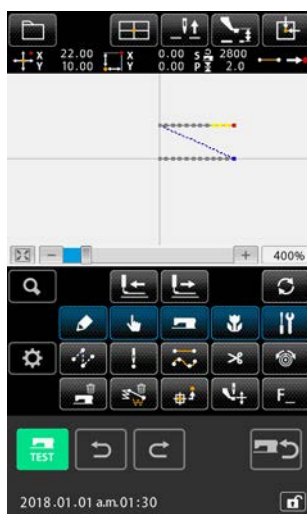 X 22.00 X 0.00 S 2800
Y 10.00 Y 0.00 P 2.0
400%
F_
TEST
2018.01.01 a.m.01:30